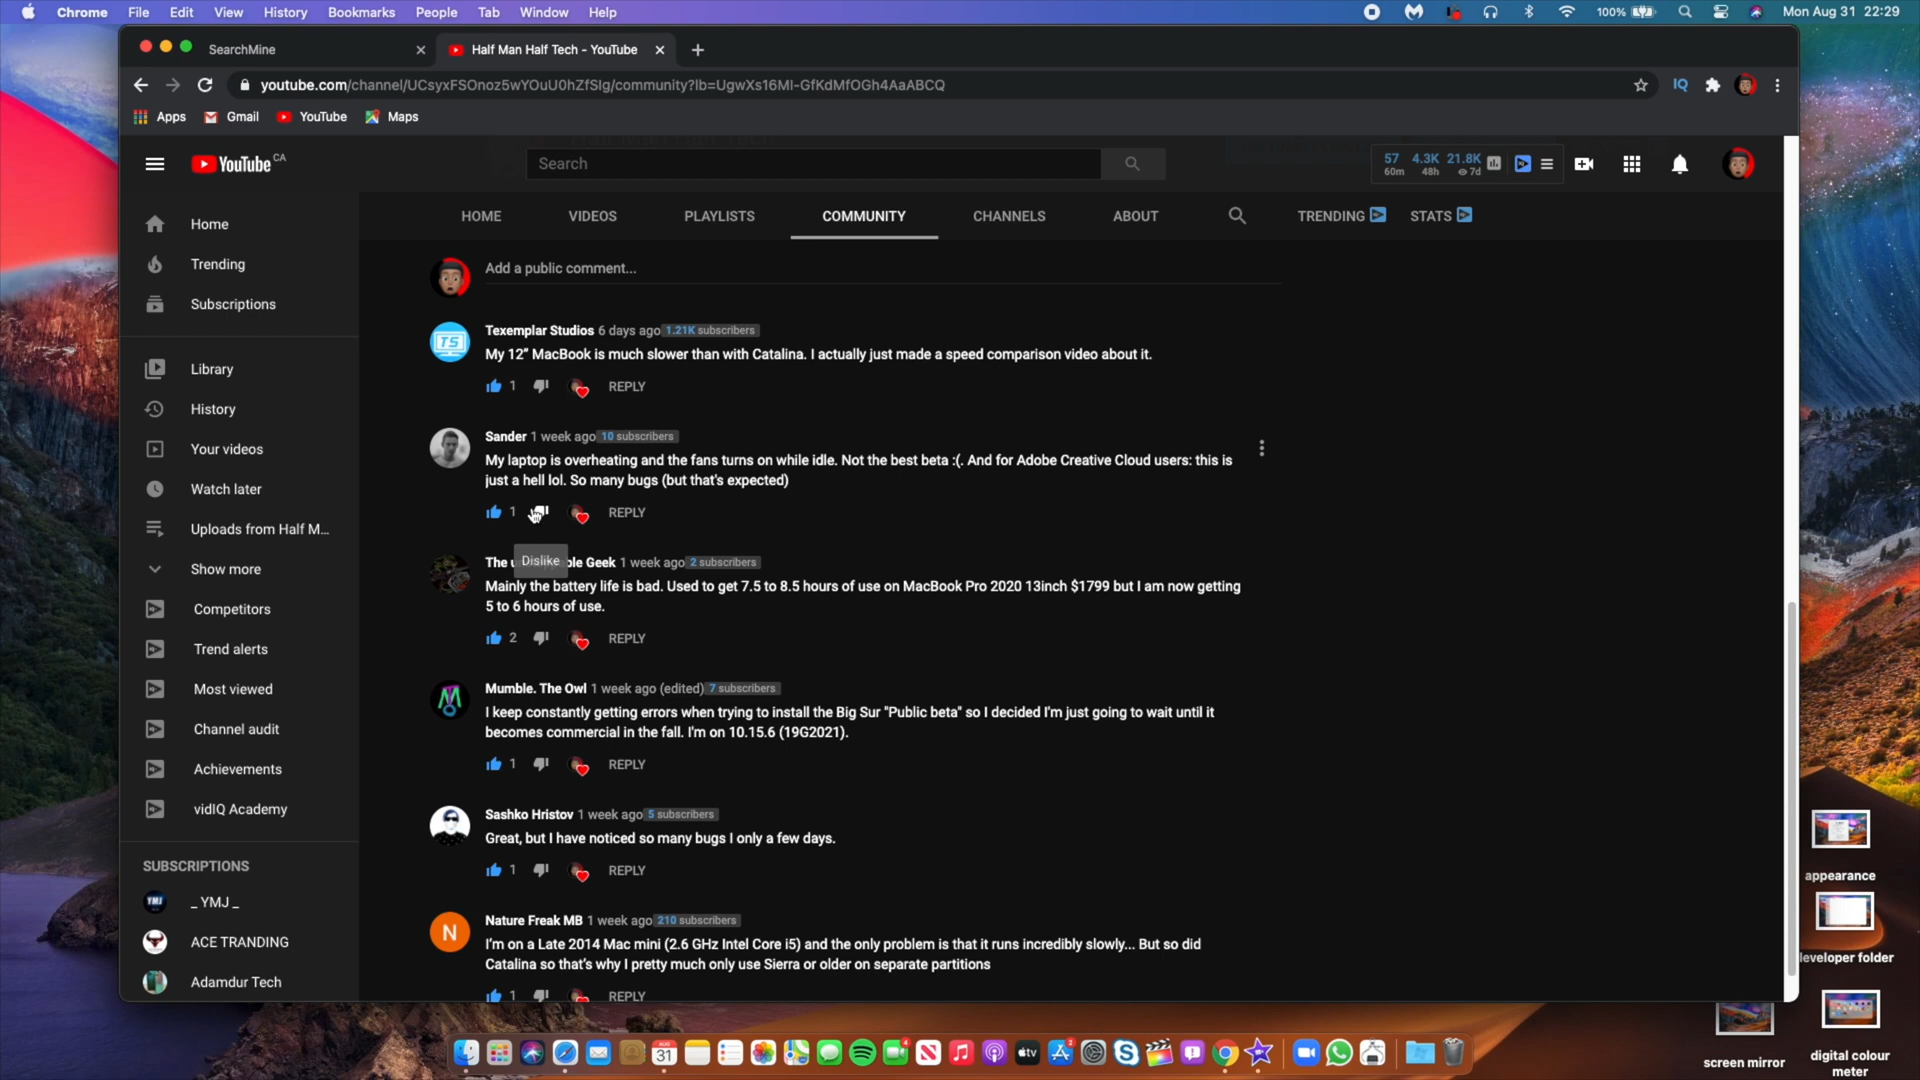 Chrome File Edit View History Bookmarks People Tab Window Help 100% Mon Aug 31 22:29
SearchMine
Half Man Half Tech - YouTube
youtube.com/channel/UCsyxFSOnoz5wYOuU0hZfSIg/community?lb=UgwXs16MI-GfKdMfOGh4AaABCQ
Apps Gmail YouTube Maps
YouTube CA
Search
57 4.3K 21.8K
60m 48h 7d
HOME VIDEOS PLAYLISTS COMMUNITY CHANNELS ABOUT TRENDING STATS
Home
Trending
Subscriptions
Library
History
Your videos
Watch later
Uploads from Half M...
Show more
Competitors
Trend alerts
Most viewed
Channel audit
Achievements
vidIQ Academy
SUBSCRIPTIONS
YMJ
_ YMJ _
ACE TRANDING
Adamdur Tech
Add a public comment...
TS
Texemplar Studios 6 days ago 1.21K subscribers
My 12” MacBook is much slower than with Catalina. I actually just made a speed comparison video about it.
1 REPLY
Sander 1 week ago 10 subscribers
My laptop is overheating and the fans turns on while idle. Not the best beta :(. And for Adobe Creative Cloud users: this is
just a hell lol. So many bugs (but that's expected)
1 REPLY
Dislike
The Geek 1 week ago 2 subscribers
Mainly the battery life is bad. Used to get 7.5 to 8.5 hours of use on MacBook Pro 2020 13inch $1799 but I am now getting
5 to 6 hours of use.
2 REPLY
Mumble. The Owl 1 week ago (edited) 7 subscribers
I keep constantly getting errors when trying to install the Big Sur "Public beta" so I decided I'm just going to wait until it
becomes commercial in the fall. I'm on 10.15.6 (19G2021).
1 REPLY
Sashko Hristov 1 week ago 5 subscribers
Great, but I have noticed so many bugs I only a few days.
1 REPLY
N
Nature Freak MB 1 week ago 210 subscribers
I’m on a Late 2014 Mac mini (2.6 GHz Intel Core i5) and the only problem is that it runs incredibly slowly... But so did
Catalina so that’s why I pretty much only use Sierra or older on separate partitions
1 REPLY
appearance
developer folder
screen mirror
digital colour
meter
AUG
31
tv